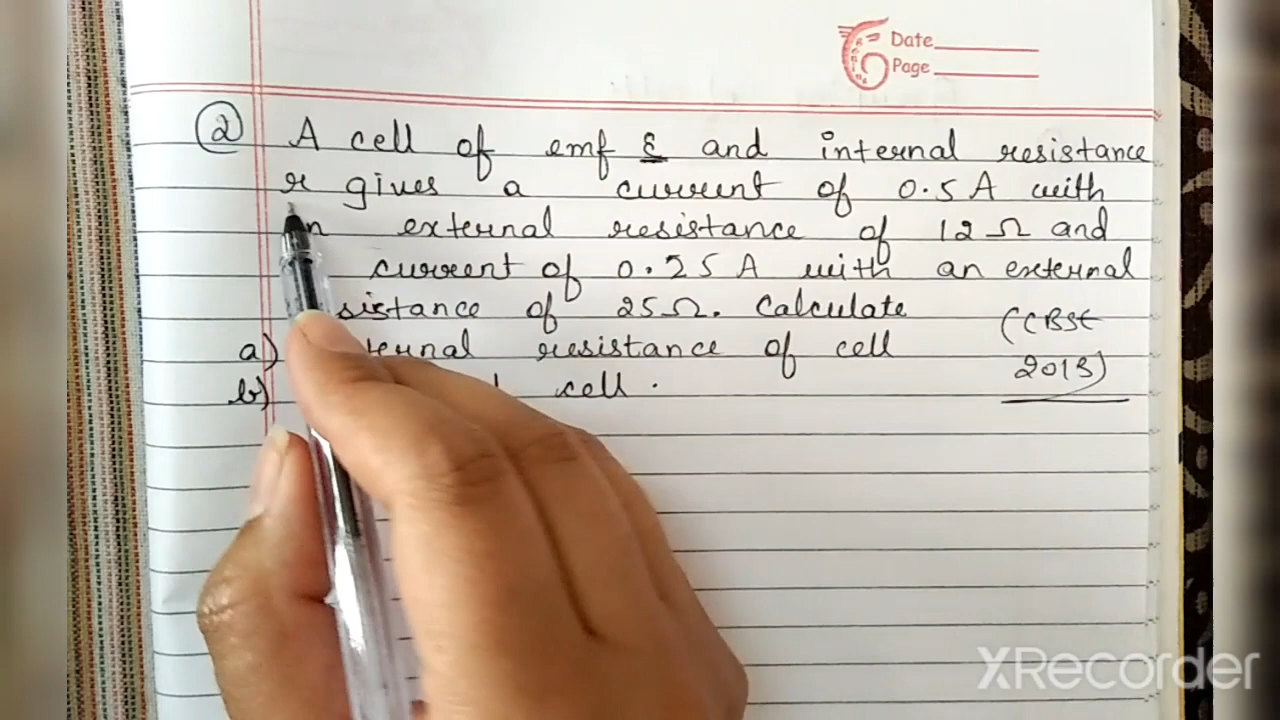 Date
Page
② A cell of emf ε and internal resistance
r gives a current of 0.5 A with
n external resistance of 12 Ω and
current of 0.25 A with an external
sistance of 25 Ω. Calculate
(CBSE
a) ternal resistance of cell
2013)
b) cell.
XRecorder